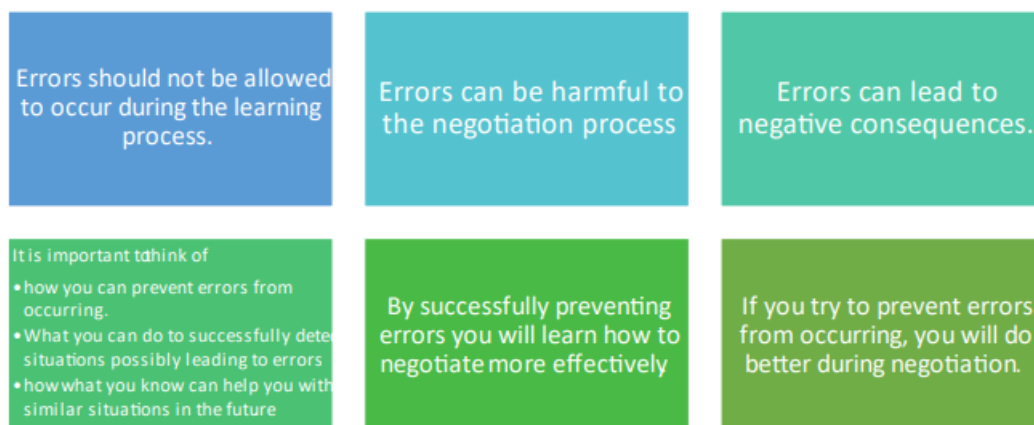 Errors should not be allowed
to occur during the learning
process.
Errors can be harmful to
the negotiation process
Errors can lead to
negative consequences.
It is important to think of
•how you can prevent errors from
occurring.
•What you can do to successfully dete
situations possibly leading to errors
•how what you know can help you with
similar situations in the future
By successfully preventing
errors you will learn how to
negotiate more effectively
If you try to prevent errors
from occurring, you will do
better during negotiation.